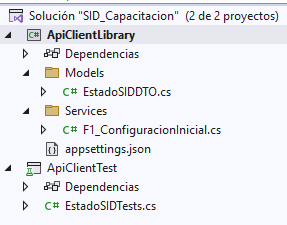 Solución "SID_Capacitacion" (2 de 2 proyectos)
C# ApiClientLibrary
Dependencias
Models
C# EstadoSIDDTO.cs
Services
C# F1_ConfiguracionInicial.cs
appsettings.json
ApiClientTest
Dependencias
C# EstadoSIDTests.cs